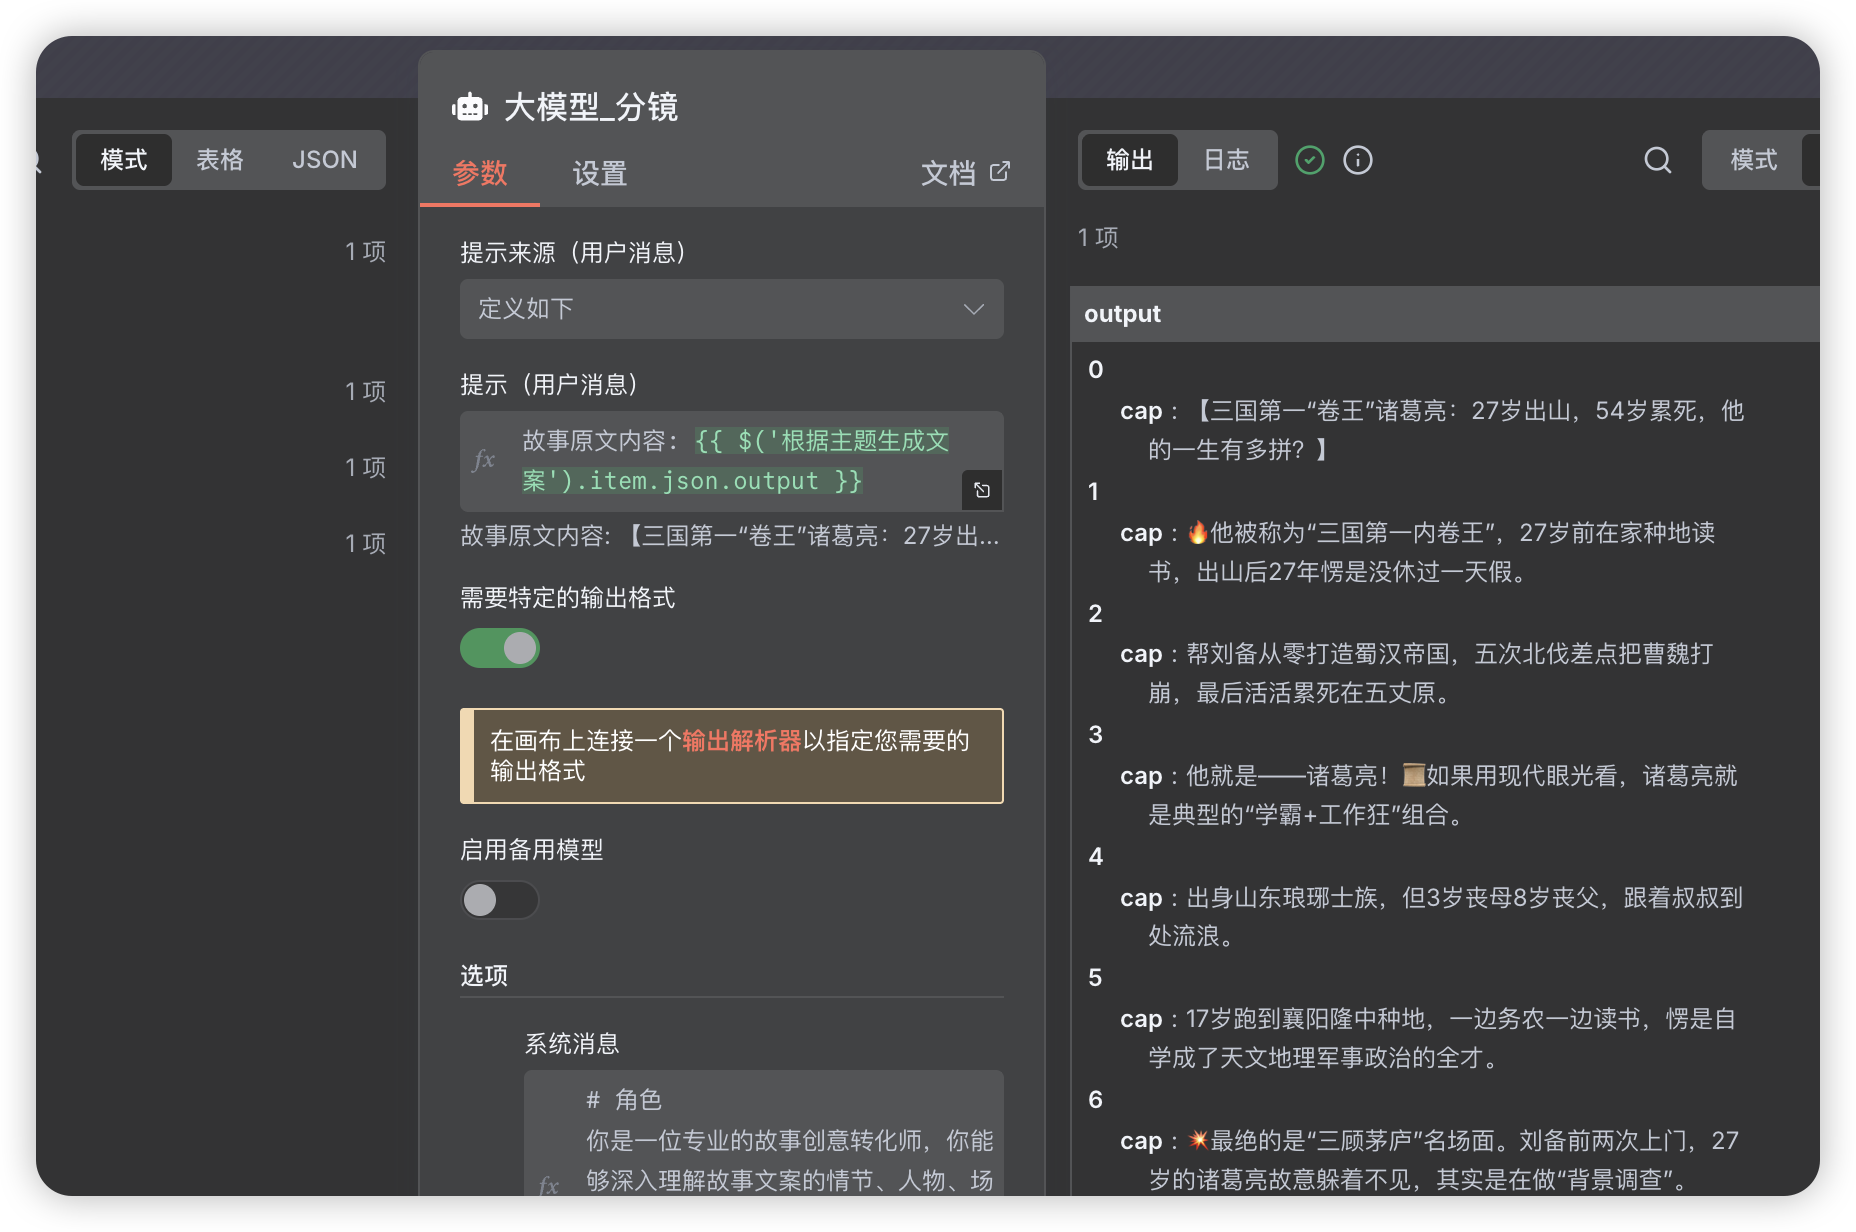 模式 表格 JSON
1 项
1 项
1 项
1 项
大模型_分镜
参数 设置 文档
提示来源（用户消息）
定义如下
提示（用户消息）
fx
故事原文内容：{{ $('根据主题生成文
案').item.json.output }}
故事原文内容:【三国第一“卷王”诸葛亮：27岁出...
需要特定的输出格式
在画布上连接一个输出解析器以指定您需要的
输出格式
启用备用模型
选项
系统消息
# 角色
你是一位专业的故事创意转化师，你能
够深入理解故事文案的情节、人物、场
fx
输出 日志 模式
1 项
output
0
cap：【三国第一“卷王”诸葛亮：27岁出山，54岁累死，他
的一生有多拼？】
1
cap：🔥他被称为“三国第一内卷王”，27岁前在家种地读
书，出山后27年愣是没休过一天假。
2
cap：帮刘备从零打造蜀汉帝国，五次北伐差点把曹魏打
崩，最后活活累死在五丈原。
3
cap：他就是——诸葛亮！📜如果用现代眼光看，诸葛亮就
是典型的“学霸+工作狂”组合。
4
cap：出身山东琅琊士族，但3岁丧母8岁丧父，跟着叔叔到
处流浪。
5
cap：17岁跑到襄阳隆中种地，一边务农一边读书，愣是自
学成了天文地理军事政治的全才。
6
cap：💥最绝的是“三顾茅庐”名场面。刘备前两次上门，27
岁的诸葛亮故意躲着不见，其实是在做“背景调查”。